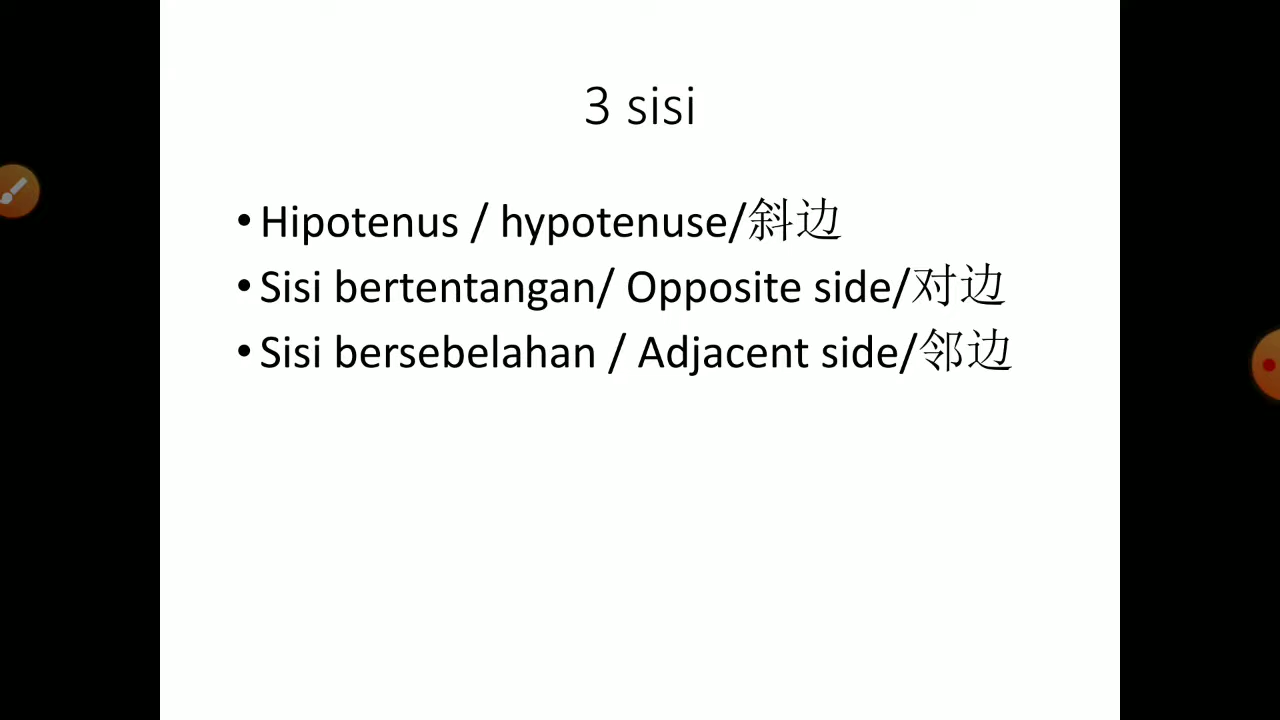 3 sisi
• Hipotenus / hypotenuse/斜边
• Sisi bertentangan/ Opposite side/对边
• Sisi bersebelahan / Adjacent side/邻边